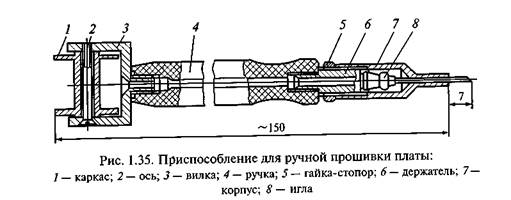 1 2 3 4 5 6 7 8
7
~150
Рис. 1.35. Приспособление для ручной прошивки платы:
1 — каркас; 2 — ось; 3 — вилка; 4 — ручка; 5 — гайка-стопор; 6 — держатель; 7 —
корпус; 8 — игла